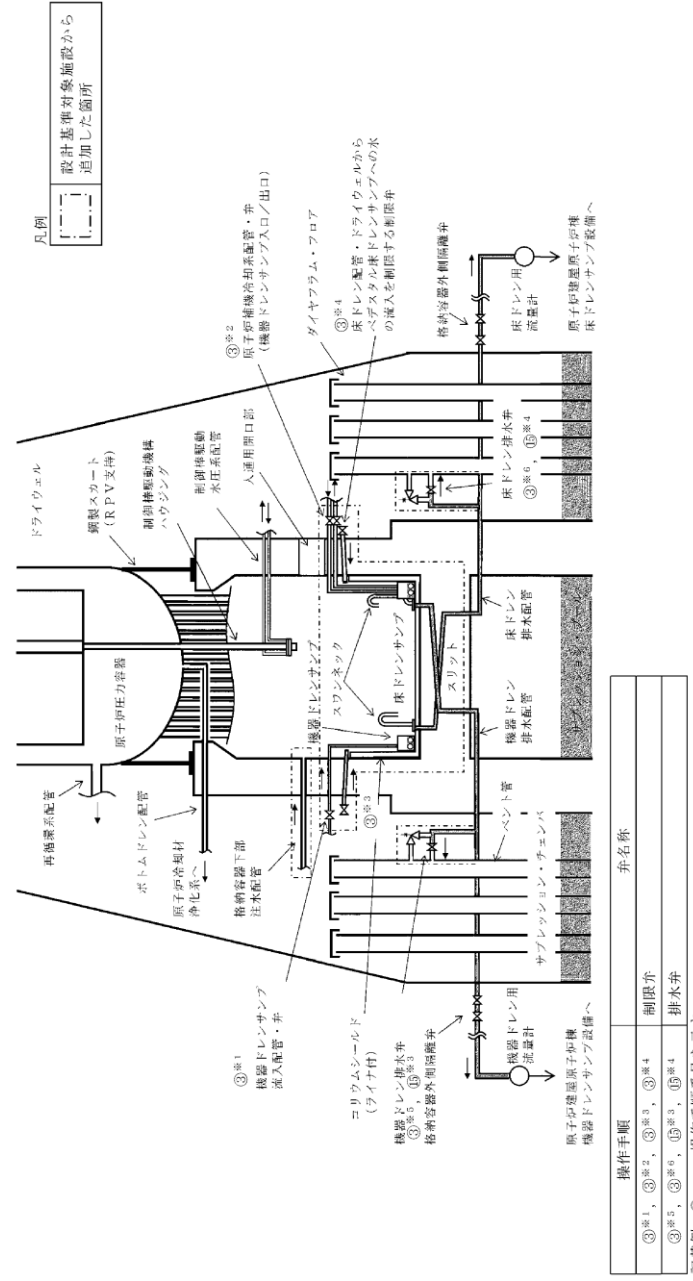 凡例
設計基準対象施設から
追加した箇所
ドライウェル
鋼製スカート
(RPV支持)
制御棒駆動機構
ハウジング
制御棒駆動
水圧系配管
人通用開口部
③※2
原子炉補機冷却系配管・弁
(機器ドレンサンプ入口/出口)
ダイヤフラム・フロア
③※4
床ドレン配管・ドライウェルから
ペデスタル床ドレンサンプへの水
の流入を制限する制限弁
格納容器外側隔離弁
床ドレン用
流量計
原子炉建屋原子炉棟
床ドレンサンプ設備へ
原子炉圧力容器
再循環系配管
ボトムドレン配管
原子炉冷却材
浄化系へ
格納容器下部
注水配管
機器ドレンサンプ
スワンネック
床ドレンサンプ
スリット
床ドレン排水弁
③※6, ⑮※4
③※3
③※1
機器ドレンサンプ
流入配管・弁
コリウムシールド
(ライナ付)
機器ドレン排水弁
③※5, ⑮※3
格納容器外側隔離弁
機器ドレン用
流量計
原子炉建屋原子炉棟
機器ドレンサンプ設備へ
機器ドレン
排水配管
床ドレン
排水配管
ベント管
サプレッション・チェンバ
サプレッション・プール
操作手順 弁名称
③※1, ③※2, ③※3, ③※4 制限弁
③※5, ③※6, ⑮※3, ⑮※4 排水弁